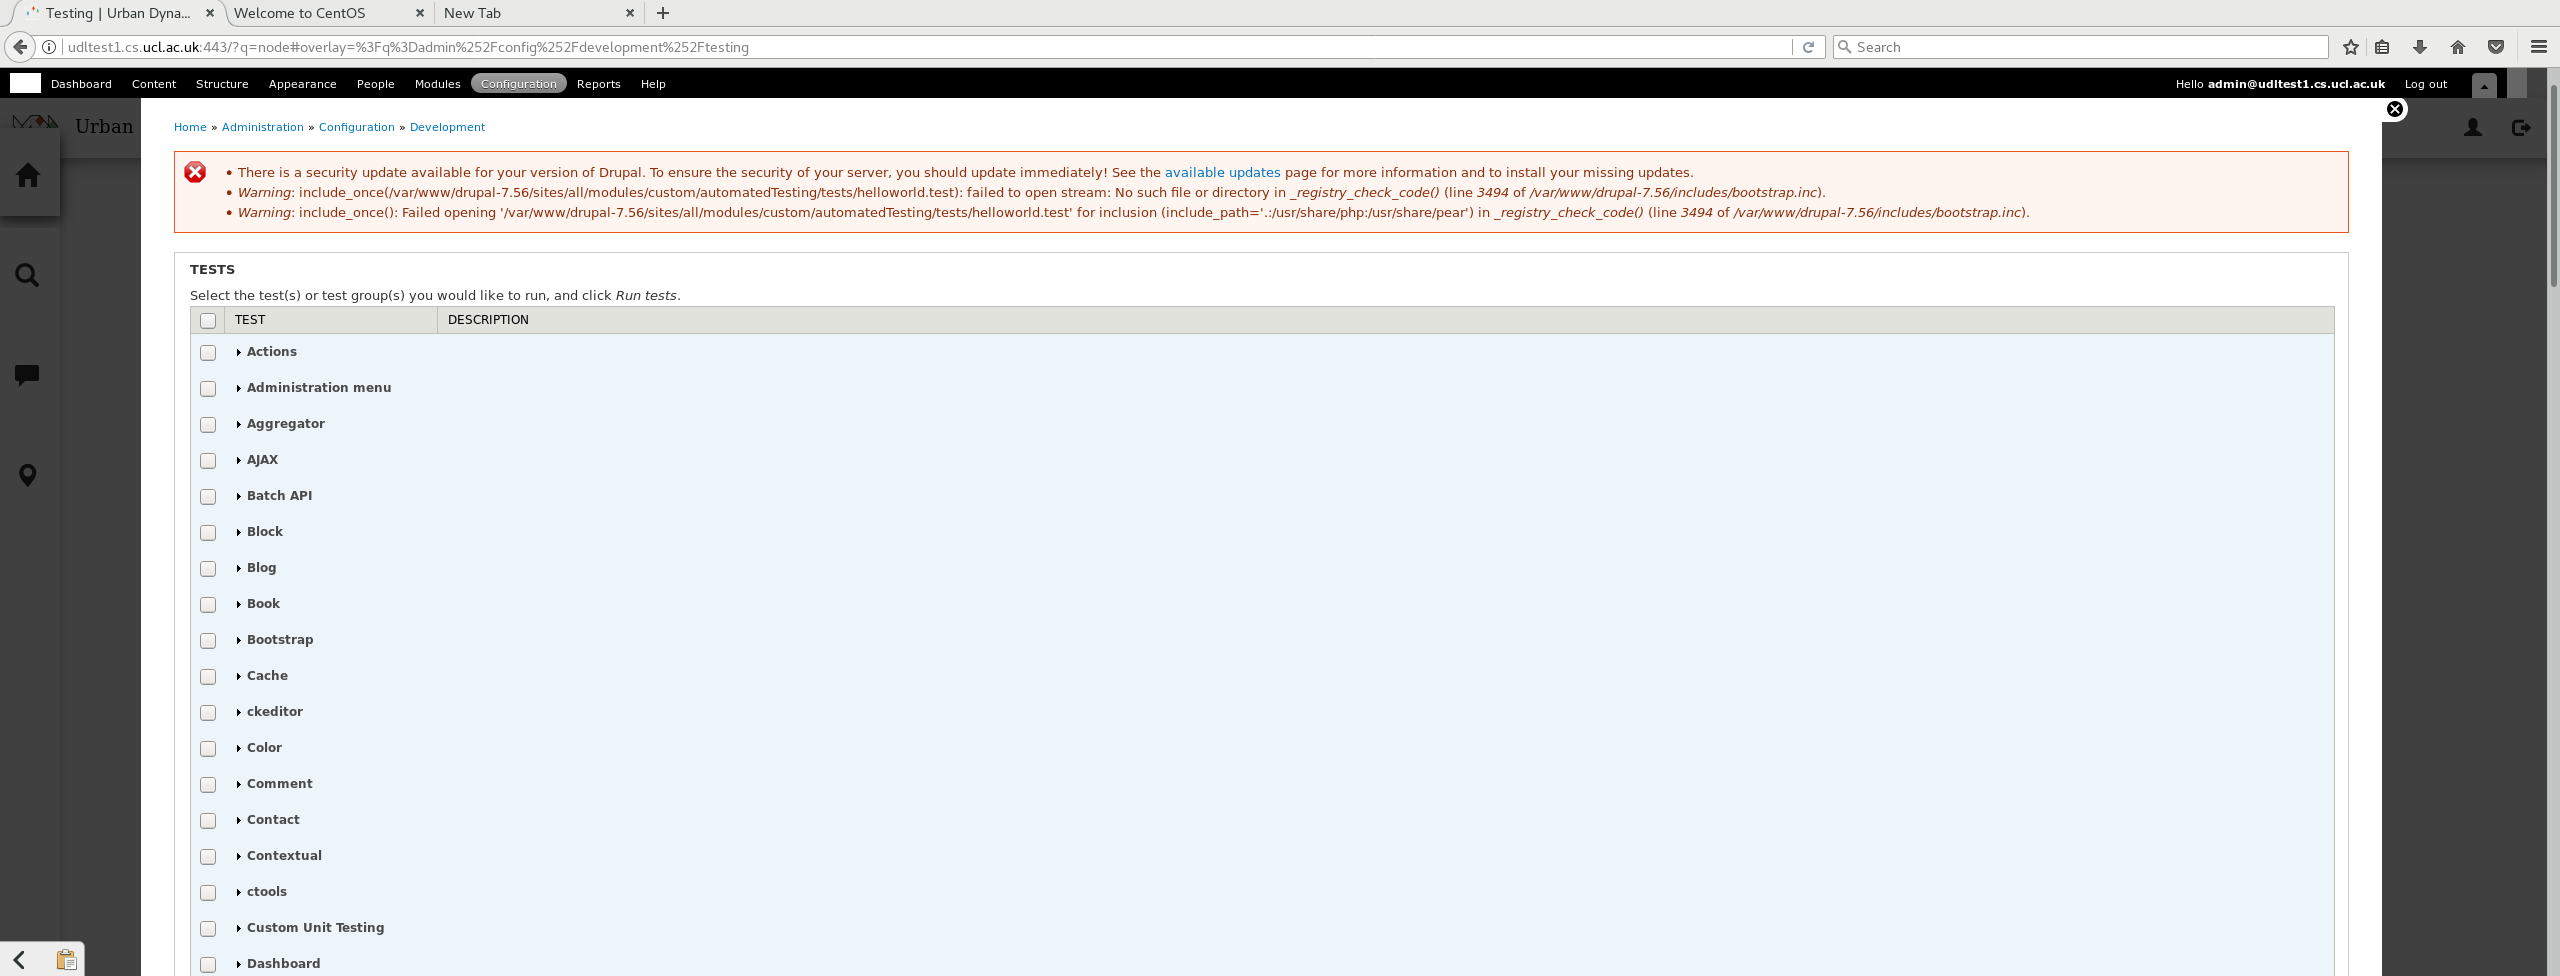 Testing | Urban Dyna...
Welcome to CentOS
New Tab
udltest1.cs.ucl.ac.uk:443/?q=node#overlay=%3Fq%3Dadmin%252Fconfig%252Fdevelopment%252Ftesting
Search
Dashboard Content Structure Appearance People Modules Configuration Reports Help
Hello admin@udltest1.cs.ucl.ac.uk Log out
Urban
Home » Administration » Configuration » Development
• There is a security update available for your version of Drupal. To ensure the security of your server, you should update immediately! See the available updates page for more information and to install your missing updates.
• Warning: include_once(/var/www/drupal-7.56/sites/all/modules/custom/automatedTesting/tests/helloworld.test): failed to open stream: No such file or directory in _registry_check_code() (line 3494 of /var/www/drupal-7.56/includes/bootstrap.inc).
• Warning: include_once(): Failed opening '/var/www/drupal-7.56/sites/all/modules/custom/automatedTesting/tests/helloworld.test' for inclusion (include_path='.:/usr/share/php:/usr/share/pear') in _registry_check_code() (line 3494 of /var/www/drupal-7.56/includes/bootstrap.inc).
TESTS
Select the test(s) or test group(s) you would like to run, and click Run tests.
TEST DESCRIPTION
Actions
Administration menu
Aggregator
AJAX
Batch API
Block
Blog
Book
Bootstrap
Cache
ckeditor
Color
Comment
Contact
Contextual
ctools
Custom Unit Testing
Dashboard